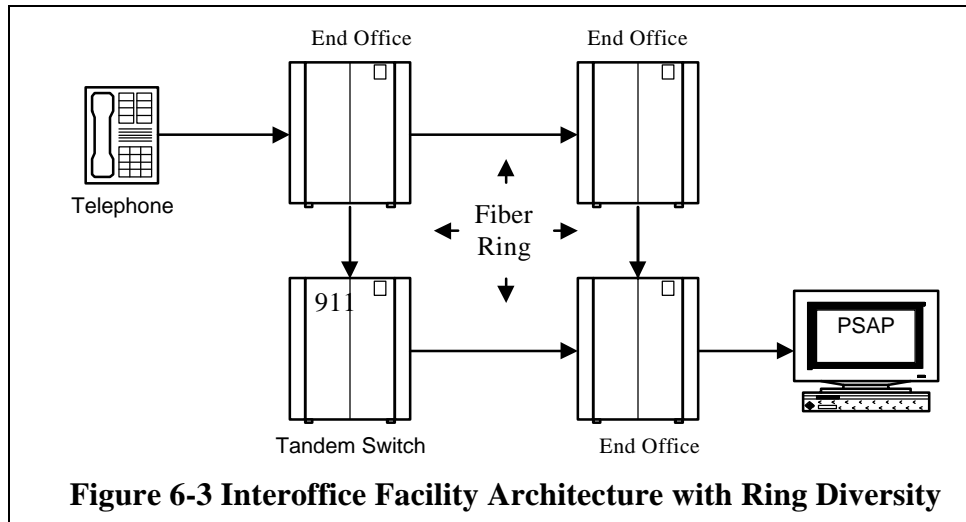 End Office
End Office
Telephone
Fiber
Ring
911
PSAP
Tandem Switch
End Office
Figure 6-3 Interoffice Facility Architecture with Ring Diversity